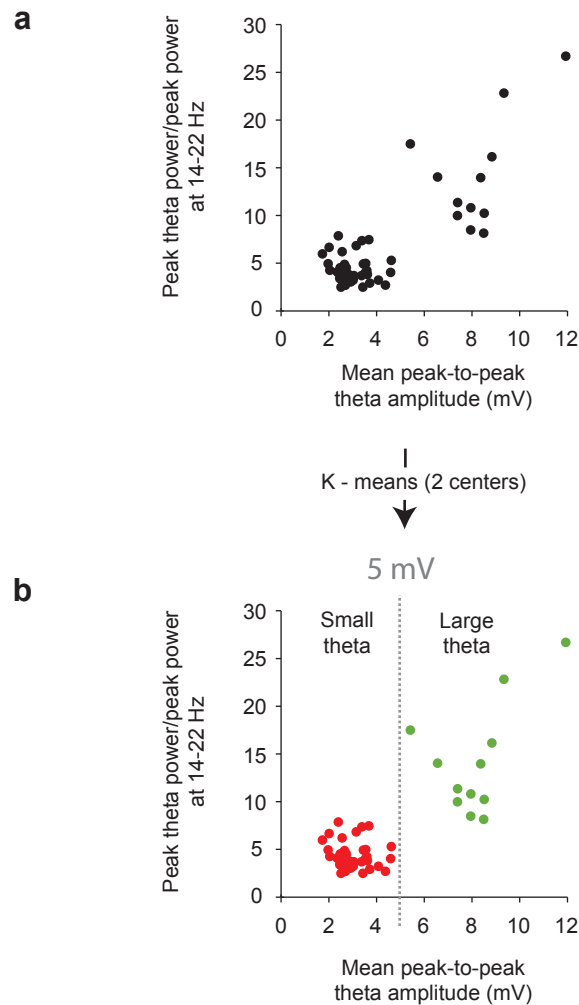 a
Peak theta power/peak power
at 14-22 Hz
30
25
20
15
10
5
0
0 2 4 6 8 10 12
Mean peak-to-peak
theta amplitude (mV)
K - means (2 centers)
5 mV
b
Peak theta power/peak power
at 14-22 Hz
30
25
20
15
10
5
0
Small
theta
Large
theta
0 2 4 6 8 10 12
Mean peak-to-peak
theta amplitude (mV)